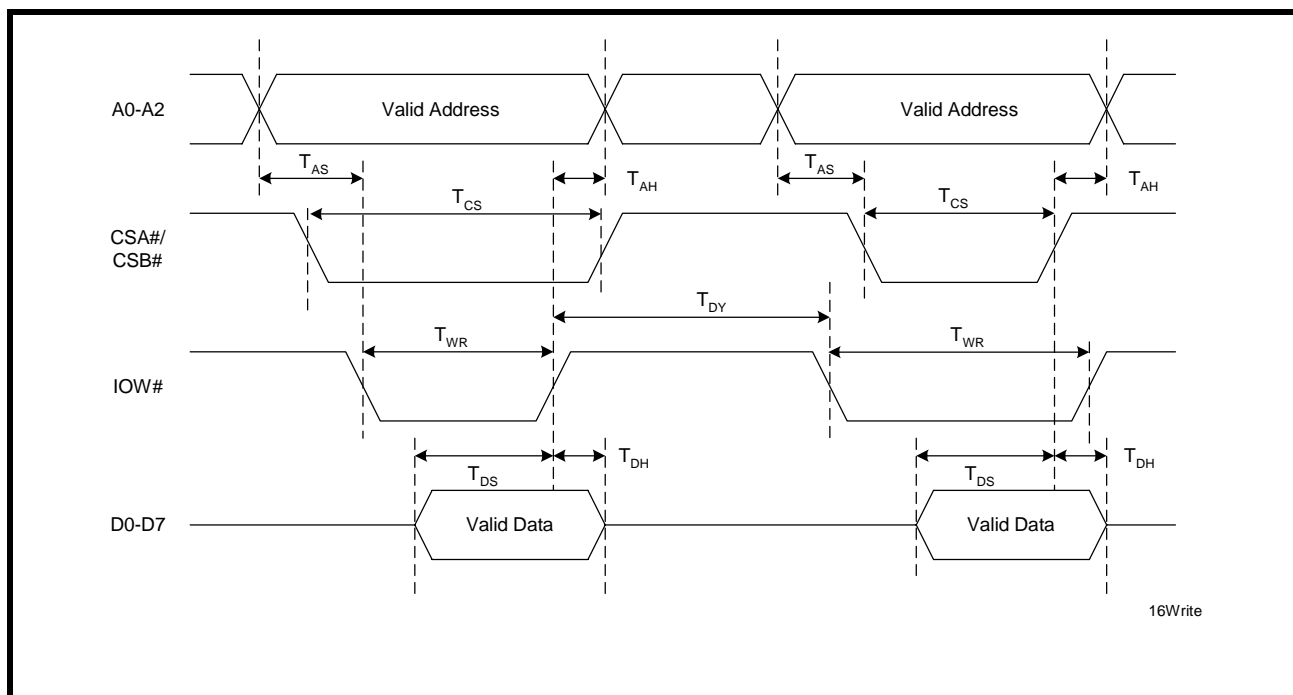 A0-A2
Valid Address
Valid Address
TAS
TAH
TAS
TAH
TCS
TCS
CSA#/
CSB#
TDY
TWR
TWR
IOW#
TDS
TDH
TDS
TDH
D0-D7
Valid Data
Valid Data
16Write